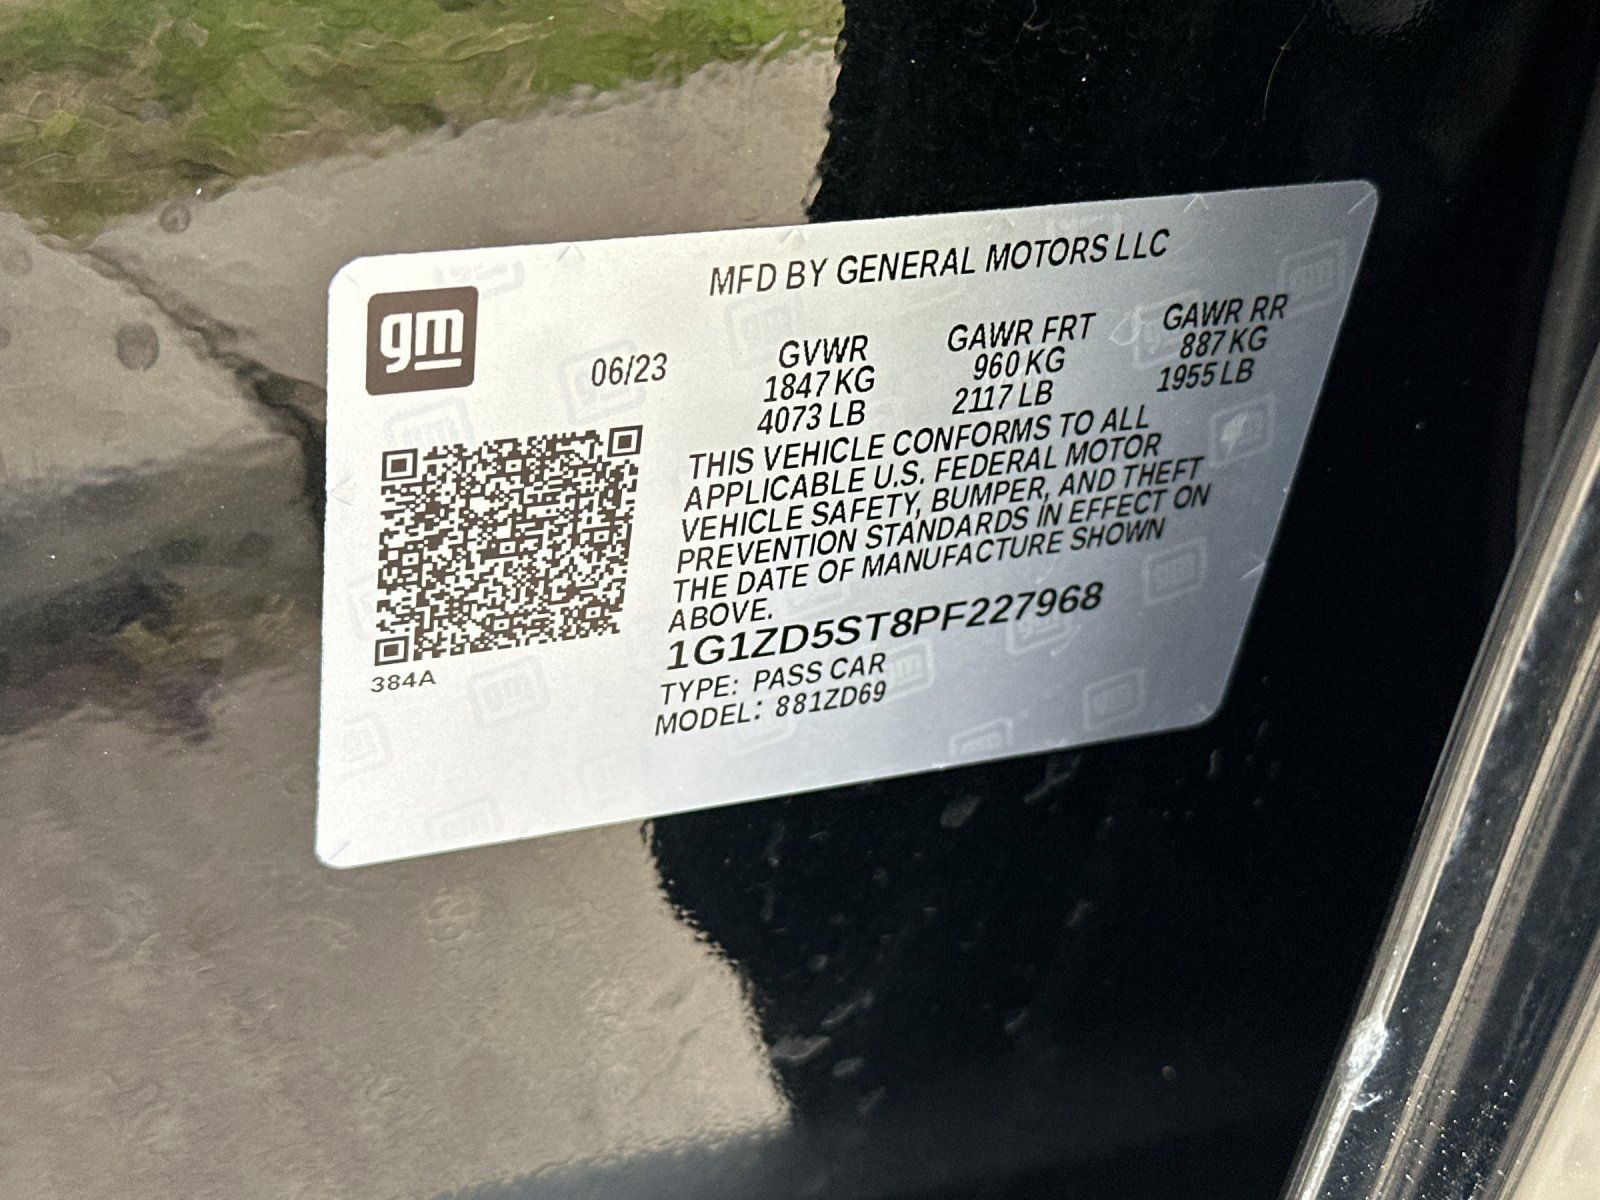 MFD BY GENERAL MOTORS LLC
gm
06/23
GVWR GAWR FRT GAWR RR
1847 KG 960 KG 887 KG
4073 LB 2117 LB 1955 LB
THIS VEHICLE CONFORMS TO ALL
APPLICABLE U.S. FEDERAL MOTOR
VEHICLE SAFETY, BUMPER, AND THEFT
PREVENTION STANDARDS IN EFFECT ON
THE DATE OF MANUFACTURE SHOWN
ABOVE.
1G1ZD5ST8PF227968
TYPE: PASS CAR
MODEL: 881ZD69
384A